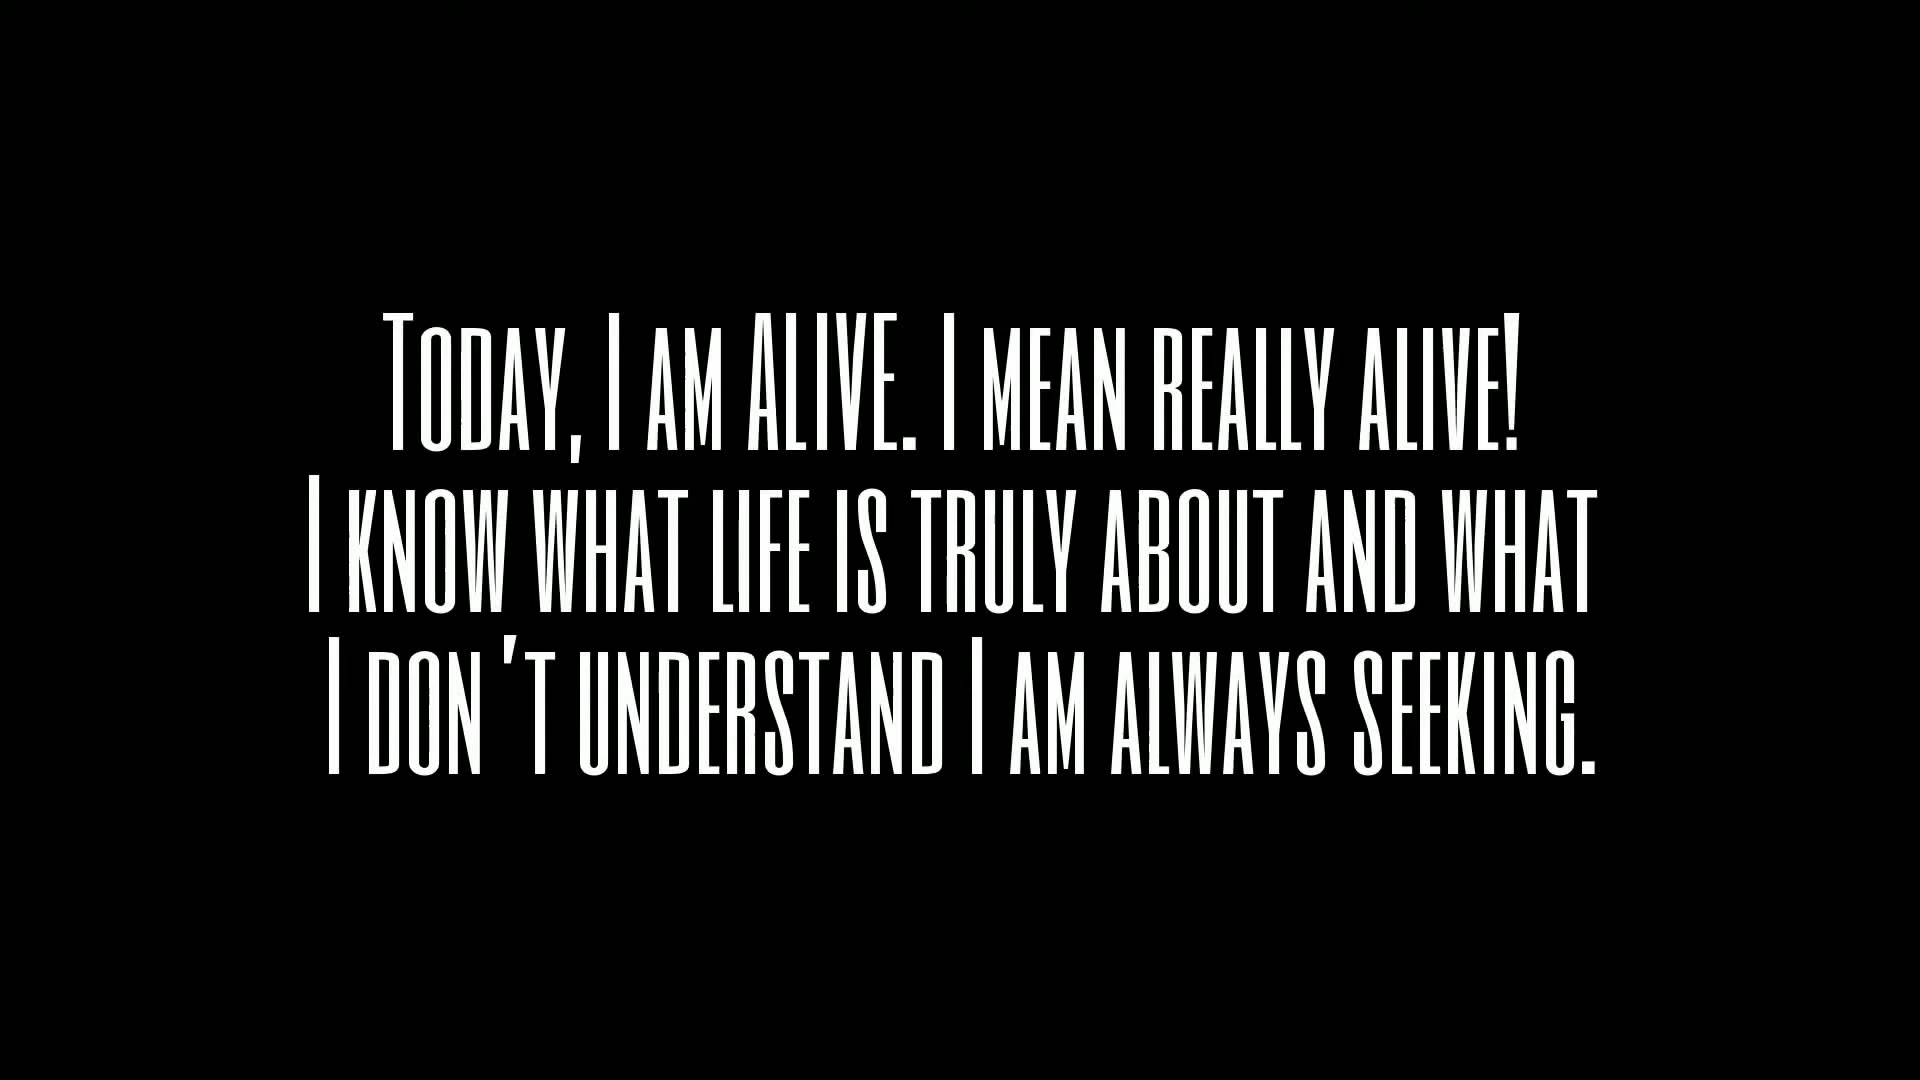 Today, I am ALIVE. I mean really alive!
I know what life is truly about and what
I don't understand I am always seeking.